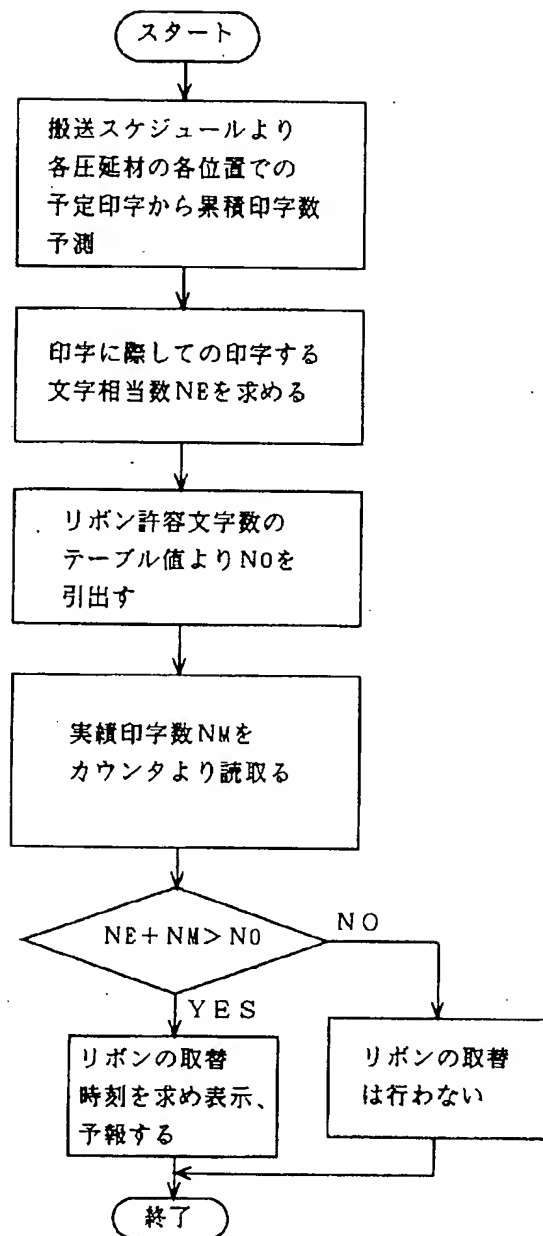 スタート
搬送スケジュールより
各圧延材の各位置での
予定印字から累積印字数
予測
印字に際しての印字する
文字相当数NEを求める
リボン許容文字数の
テーブル値よりN0を
引出す
実績印字数NMを
カウンタより読取る
NE+NM>N0
NO
YES
リボンの取替
時刻を求め表示、
予報する
リボンの取替
は行わない
終了